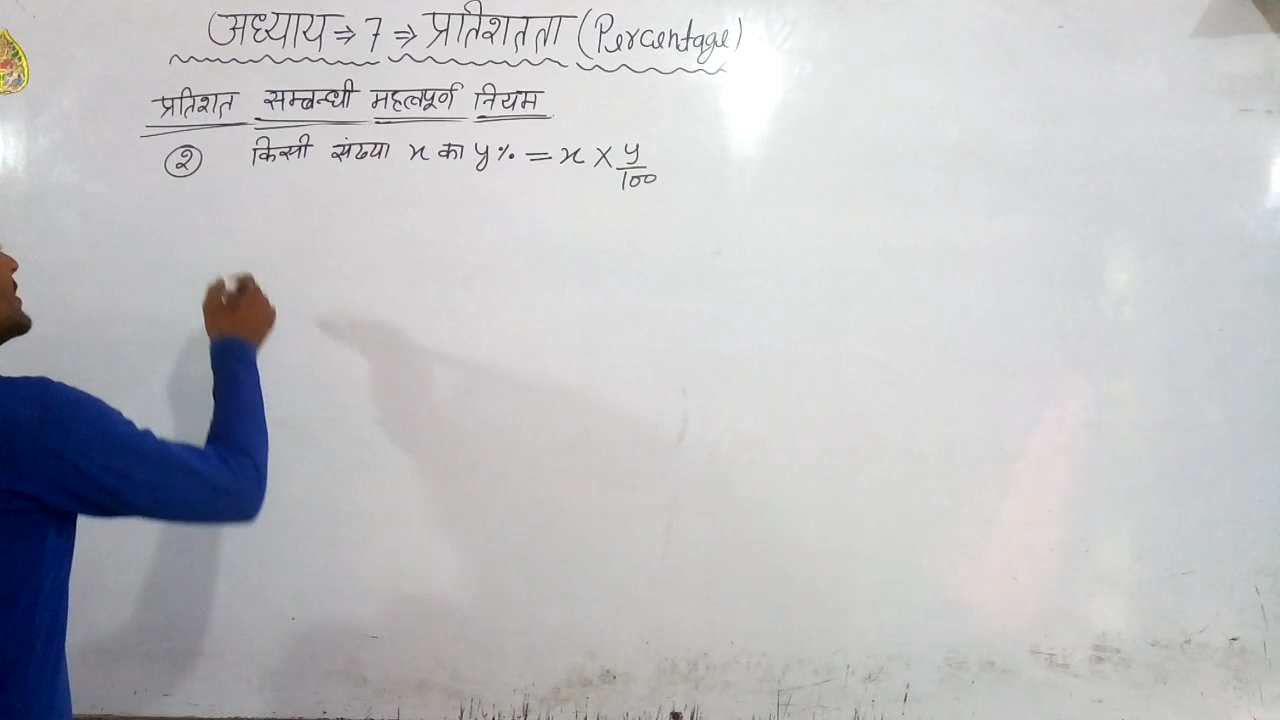 अध्याय ⇒ 7 ⇒ प्रतिशतता (Percentage)
प्रतिशत सम्बन्धी महत्वपूर्ण नियम
② किसी संख्या x का y% = x × y/100